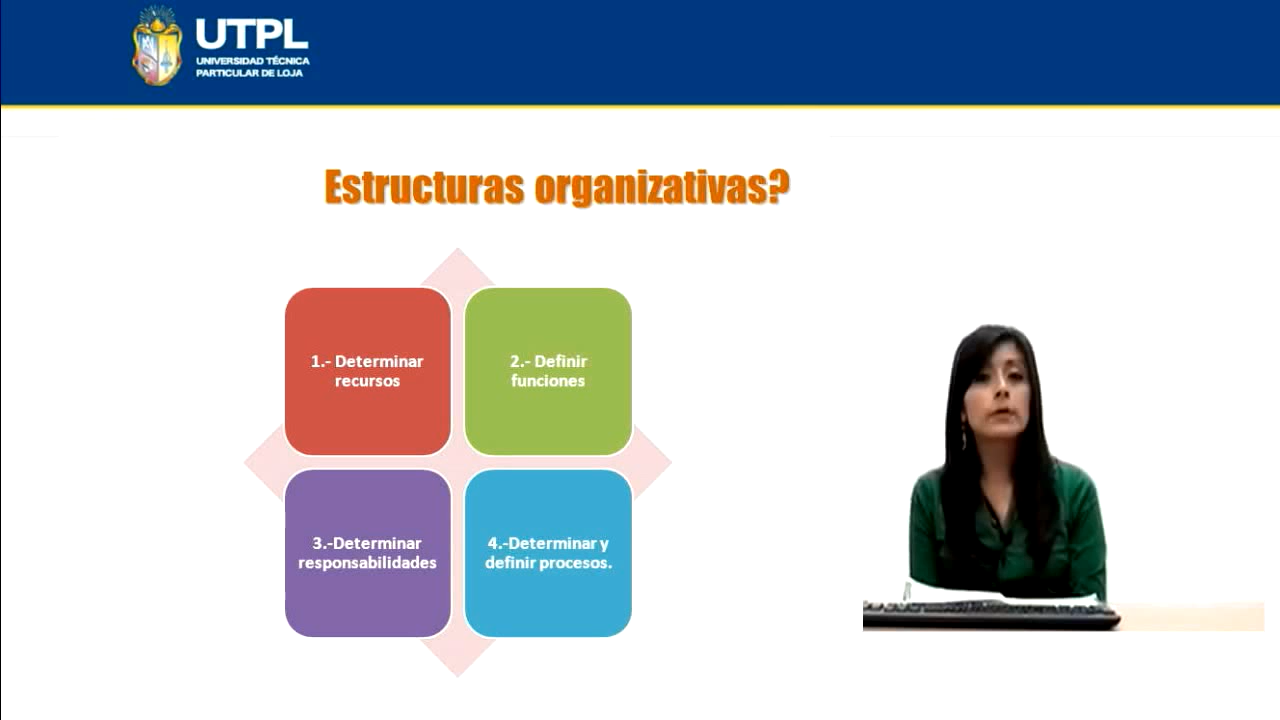 UTPL
UNIVERSIDAD TÉCNICA
PARTICULAR DE LOJA
Estructuras organizativas?
1.- Determinar
recursos
2.- Definir
funciones
3.-Determinar
responsabilidades
4.-Determinar y
definir procesos.